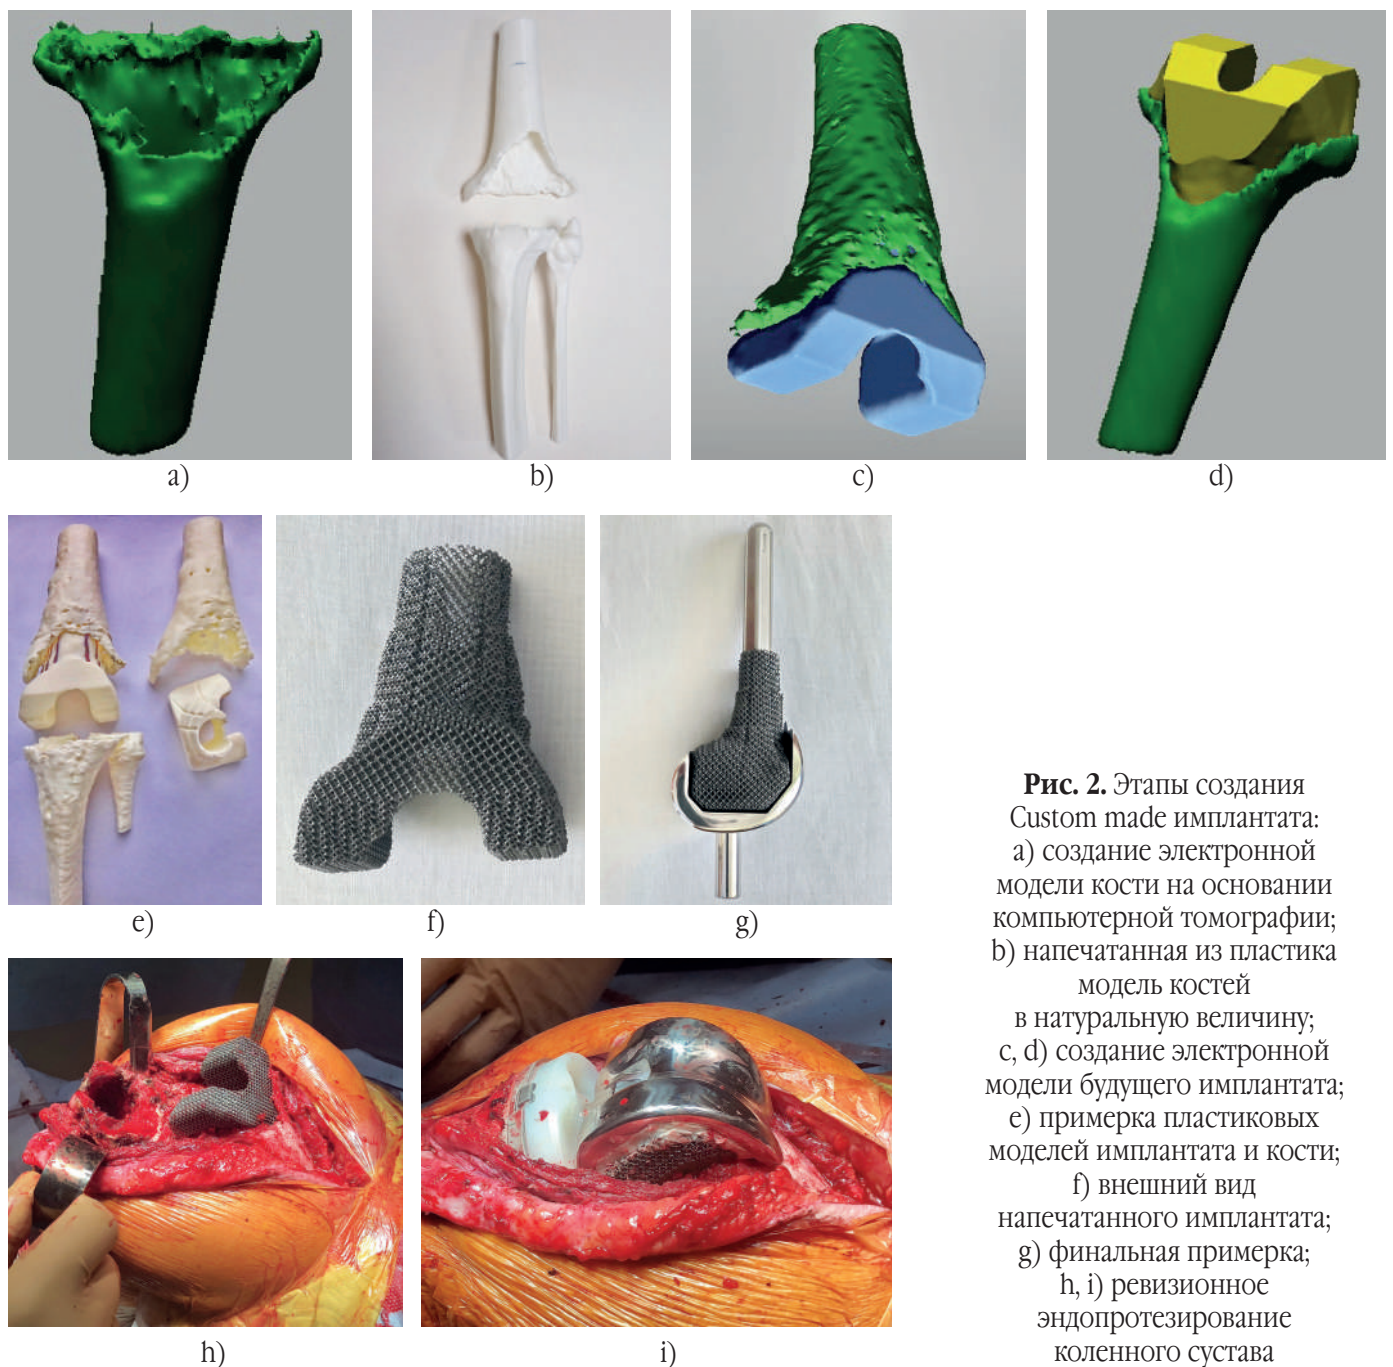 a)
b)
c)
d)
e)
f)
g)
Рис. 2. Этапы создания
Custom made имплантата:
a) создание электронной
модели кости на основании
компьютерной томографии;
b) напечатанная из пластика
модель костей
в натуральную величину;
c, d) создание электронной
модели будущего имплантата;
e) примерка пластиковых
моделей имплантата и кости;
f) внешний вид
напечатанного имплантата;
g) финальная примерка;
h, i) ревизионное
эндопротезирование
коленного сустава
h)
i)